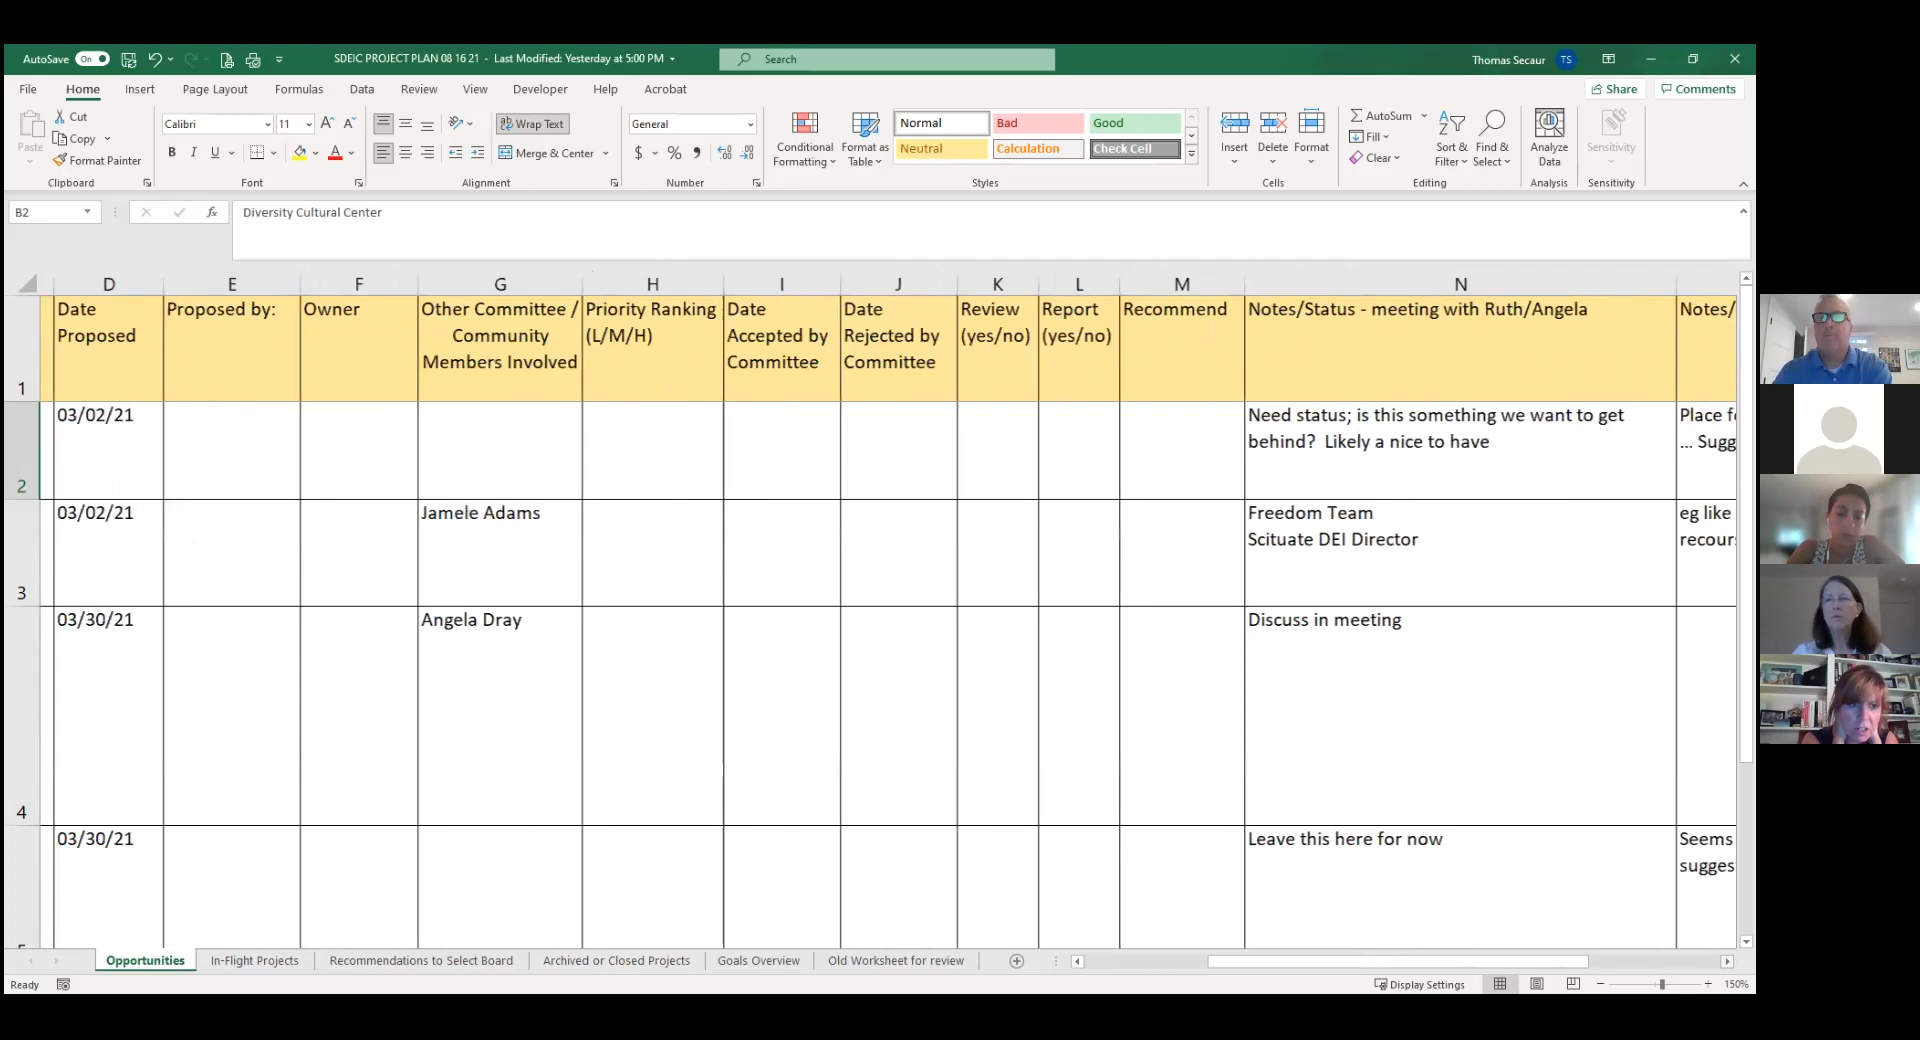 AutoSave On SDEIC PROJECT PLAN 08 16 21 - Last Modified: Yesterday at 5:00 PM Search Thomas Secaur TS
File Home Insert Page Layout Formulas Data Review View Developer Help Acrobat Share Comments
Paste
Cut
Copy
Format Painter
Clipboard
Calibri 11
B I U
Font
Wrap Text
Merge & Center
Alignment
General
$ % 9
Number
Conditional Formatting
Format as Table
Normal Bad Good
Neutral Calculation Check Cell
Styles
Insert Delete Format
Cells
AutoSum
Fill
Clear
Sort & Filter
Find & Select
Editing
Analyze Data
Analysis
Sensitivity
Sensitivity
B2 fx Diversity Cultural Center
D E F G H I J K L M N
1
Date Proposed
Proposed by:
Owner
Other Committee / Community Members Involved
Priority Ranking (L/M/H)
Date Accepted by Committee
Date Rejected by Committee
Review (yes/no)
Report (yes/no)
Recommend
Notes/Status - meeting with Ruth/Angela
Notes/
2
03/02/21
Need status; is this something we want to get
behind? Likely a nice to have
... Sugg
3
03/02/21
Jamele Adams
Freedom Team
Scituate DEI Director
eg like
recour
4
03/30/21
Angela Dray
Discuss in meeting
03/30/21
Leave this here for now
Seems
sugges
Opportunities In-Flight Projects Recommendations to Select Board Archived or Closed Projects Goals Overview Old Worksheet for review
Ready Display Settings 150%